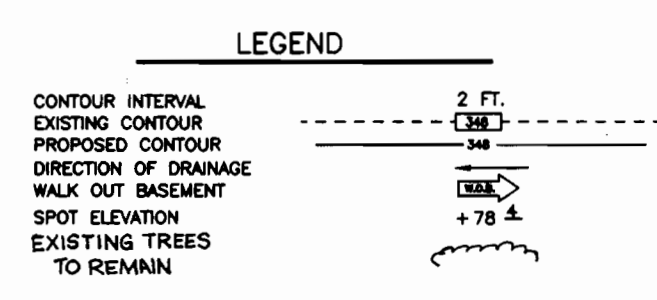 LEGEND
CONTOUR INTERVAL 2 FT.
EXISTING CONTOUR 348
PROPOSED CONTOUR 348
DIRECTION OF DRAINAGE
WALK OUT BASEMENT W.O.B.
SPOT ELEVATION +78 4
EXISTING TREES
TO REMAIN